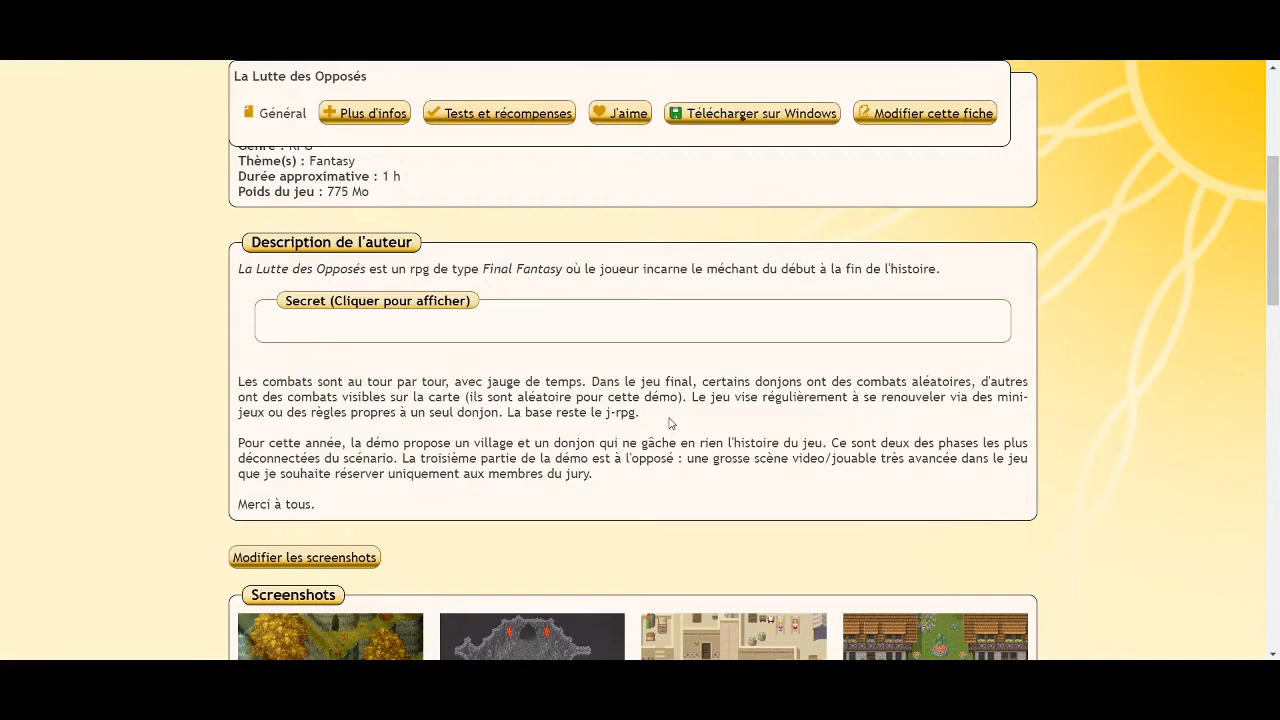 La Lutte des Opposés
Général
Plus d'infos
Tests et récompenses
J'aime
Télécharger sur Windows
Modifier cette fiche
Genre : RPG
Thème(s) : Fantasy
Durée approximative : 1 h
Poids du jeu : 775 Mo
Description de l'auteur
La Lutte des Opposés est un rpg de type Final Fantasy où le joueur incarne le méchant du début à la fin de l'histoire.
Secret (Cliquer pour afficher)
Les combats sont au tour par tour, avec jauge de temps. Dans le jeu final, certains donjons ont des combats aléatoires, d'autres
ont des combats visibles sur la carte (ils sont aléatoire pour cette démo). Le jeu vise régulièrement à se renouveler via des mini-
jeux ou des règles propres à un seul donjon. La base reste le j-rpg.
Pour cette année, la démo propose un village et un donjon qui ne gâche en rien l'histoire du jeu. Ce sont deux des phases les plus
déconnectées du scénario. La troisième partie de la démo est à l'opposé : une grosse scène video/jouable très avancée dans le jeu
que je souhaite réserver uniquement aux membres du jury.
Merci à tous.
Modifier les screenshots
Screenshots